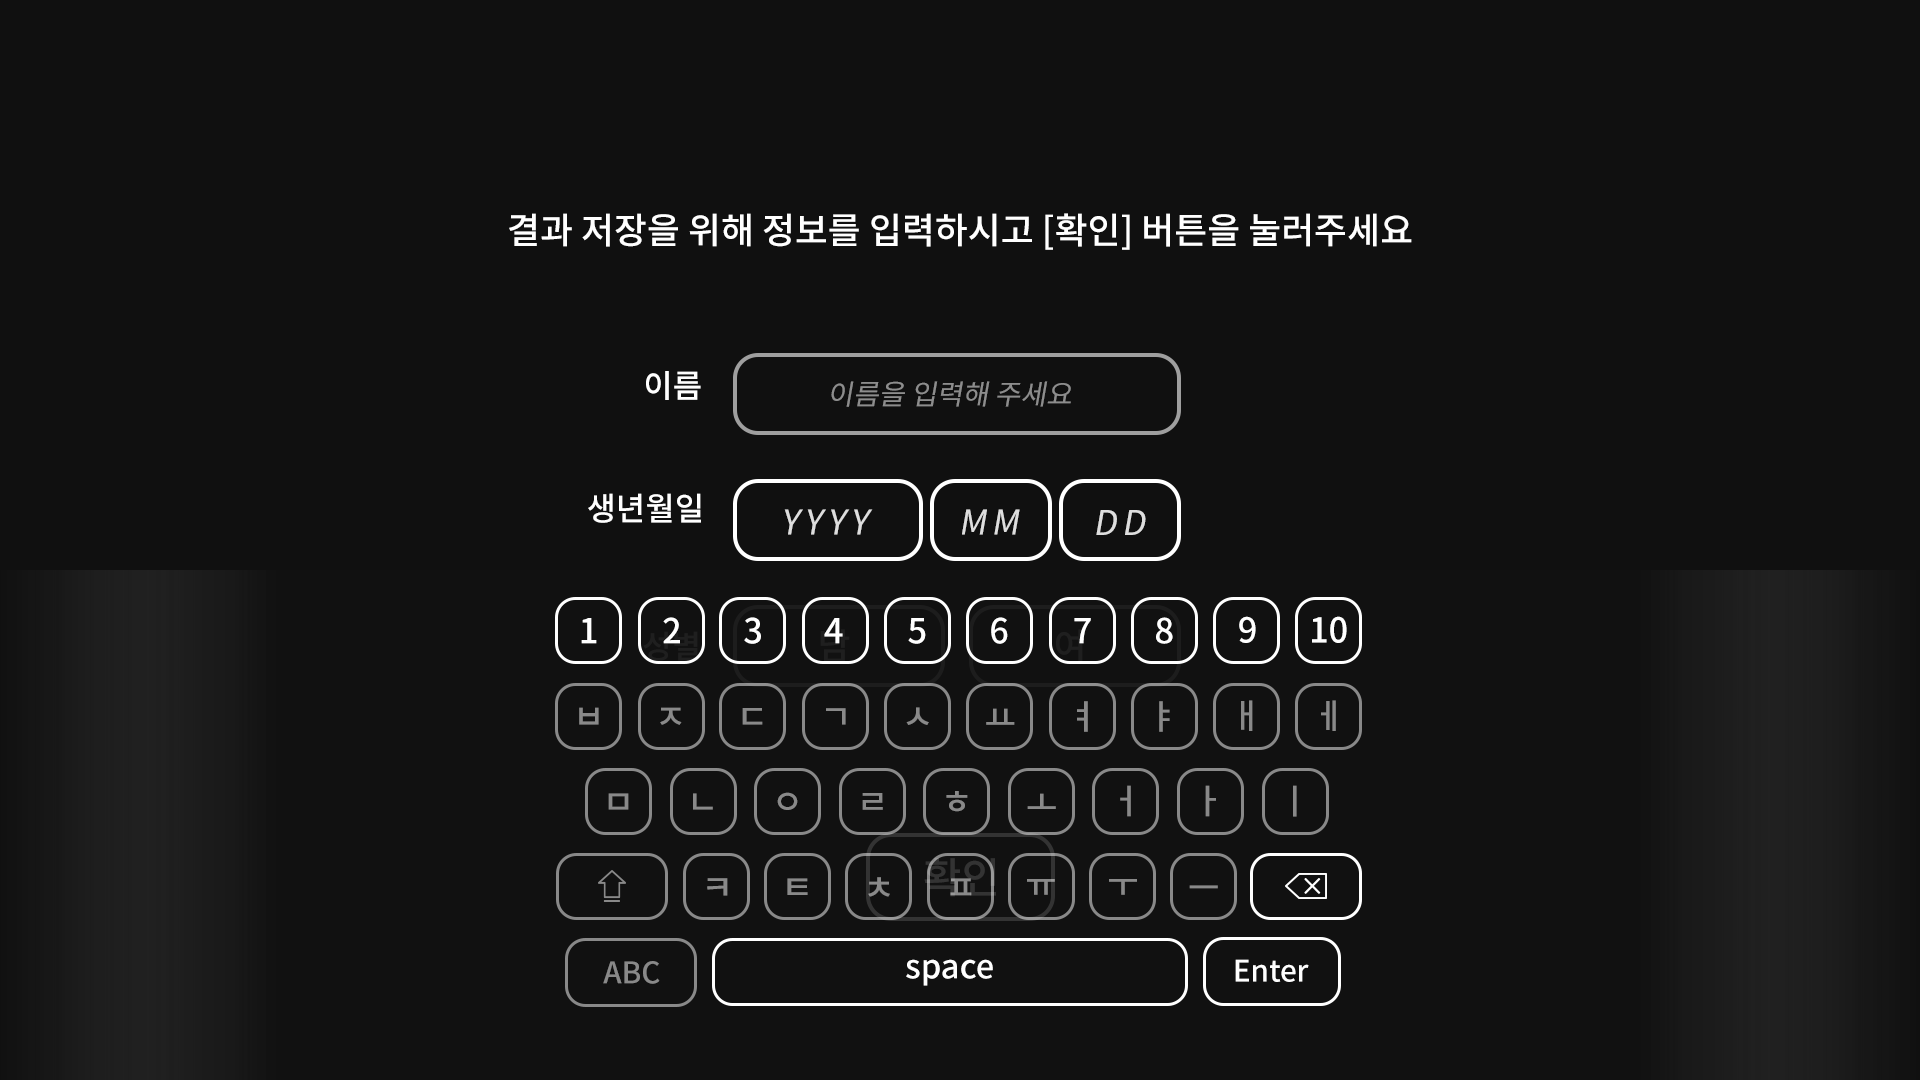 결과 저장을 위해 정보를 입력하시고 [확인] 버튼을 눌러주세요
이름 이름을 입력해 주세요
생년월일 YYYY MM DD
성별 남 여
1 2 3 4 5 6 7 8 9 10
ㅂ ㅈ ㄷ ㄱ ㅅ ㅛ ㅕ ㅑ ㅐ ㅔ
ㅁ ㄴ ㅇ ㄹ ㅎ ㅗ ㅓ ㅏ ㅣ
확인
ㅋ ㅌ ㅊ ㅍ ㅠ ㅜ ㅡ
ABC space Enter